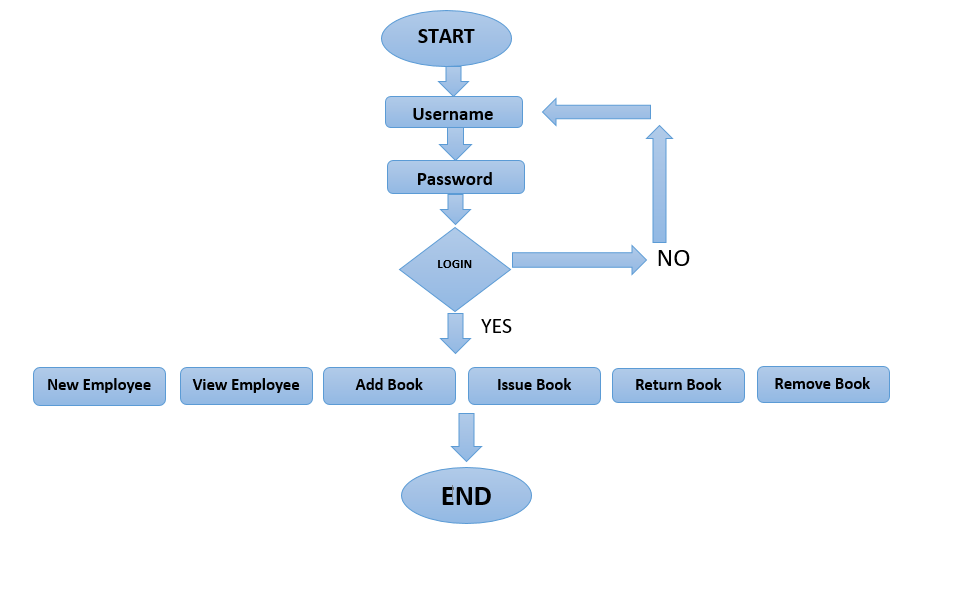 START
Username
Password
LOGIN
NO
YES
New Employee
View Employee
Add Book
Issue Book
Return Book
Remove Book
END